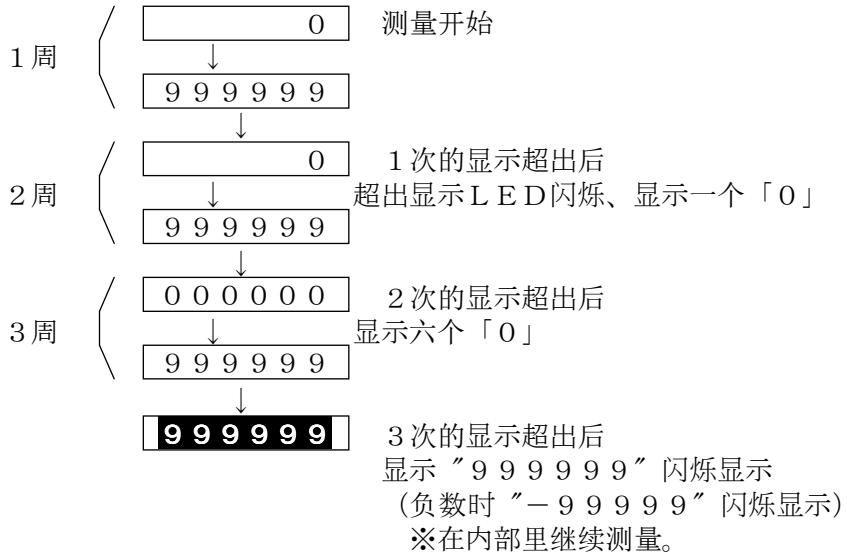 ０ 测量开始
１周
↓
９９９９９９
↓
０ １次的显示超出后
２周 ↓ 超出显示ＬＥＤ闪烁、显示一个「０」
９９９９９９
↓
００００００ ２次的显示超出后
３周 ↓ 显示六个「０」
９９９９９９
↓
９９９９９９ ３次的显示超出后
显示 ″９９９９９９″ 闪烁显示
（负数时 ″－９９９９９″ 闪烁显示）
※在内部里继续测量。